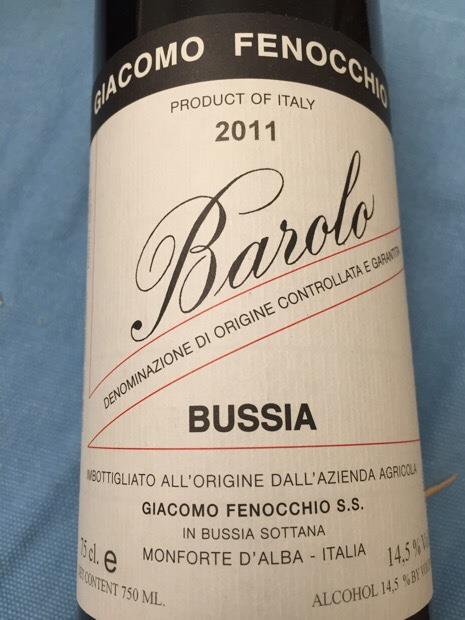 GIACOMO FENOCCHIO
PRODUCT OF ITALY
2011
Barolo
DENOMINAZIONE DI ORIGINE CONTROLLATA E GARANTITA
BUSSIA
IMBOTTIGLIATO ALL'ORIGINE DALL'AZIENDA AGRICOLA
GIACOMO FENOCCHIO S.S.
IN BUSSIA SOTTANA
MONFORTE D'ALBA - ITALIA
75 cl. e
CONTENT 750 ML.
14,5 %
ALCOHOL 14,5 % BY